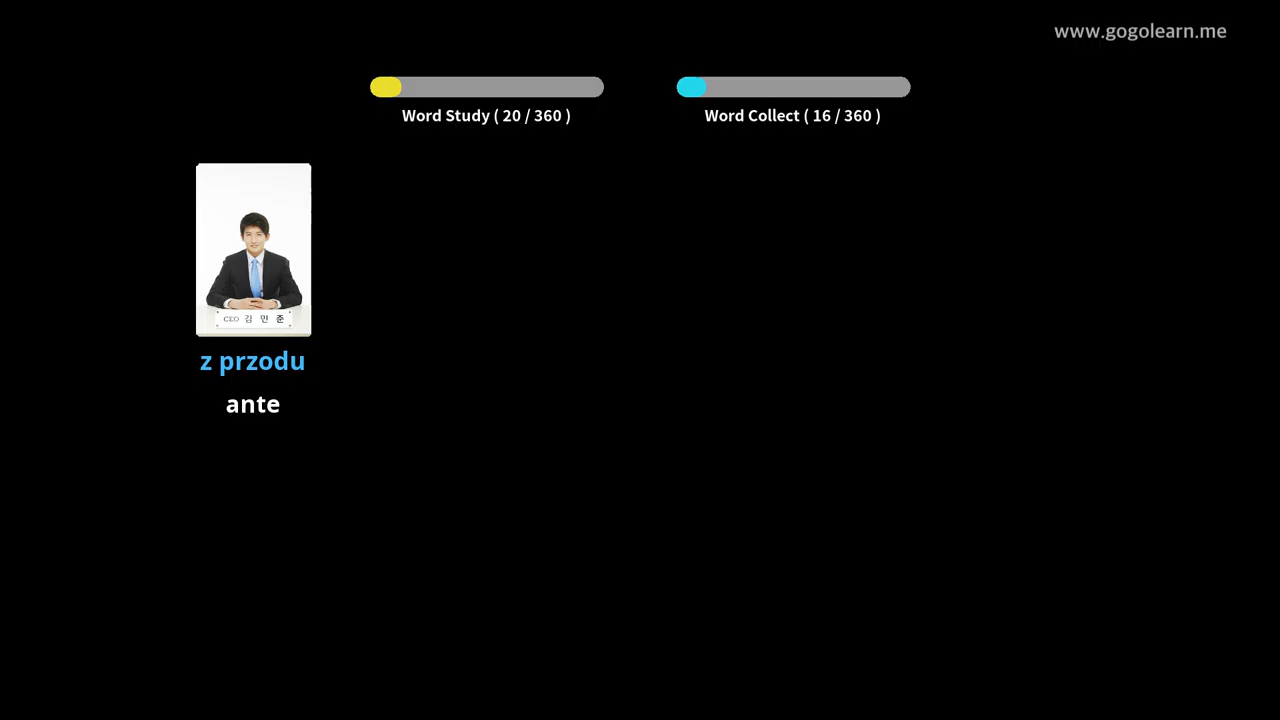 www.gogolearn.me
Word Study ( 20 / 360 )
Word Collect ( 16 / 360 )
CEO 김 민 준
z przodu
ante